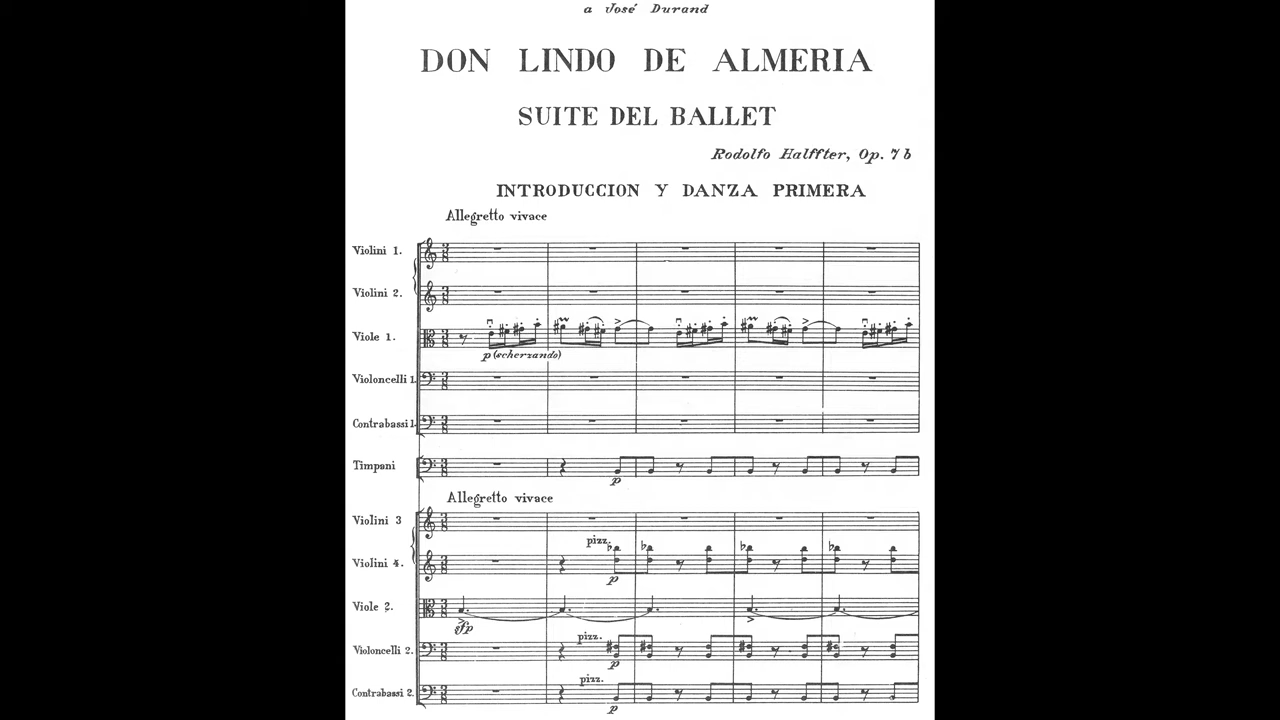 a José Durand
DON LINDO DE ALMERIA
SUITE DEL BALLET
Rodolfo Halffter, Op. 7 b
INTRODUCCION Y DANZA PRIMERA
Allegretto vivace
Violini 1.
Violini 2.
Viole 1.
p (scherzando)
Violoncelli 1.
Contrabassi 1.
Timpani
p
Allegretto vivace
Violini 3
pizz.
Violini 4.
p
Viole 2.
sfp
pizz.
Violoncelli 2.
p
pizz.
Contrabassi 2.
p